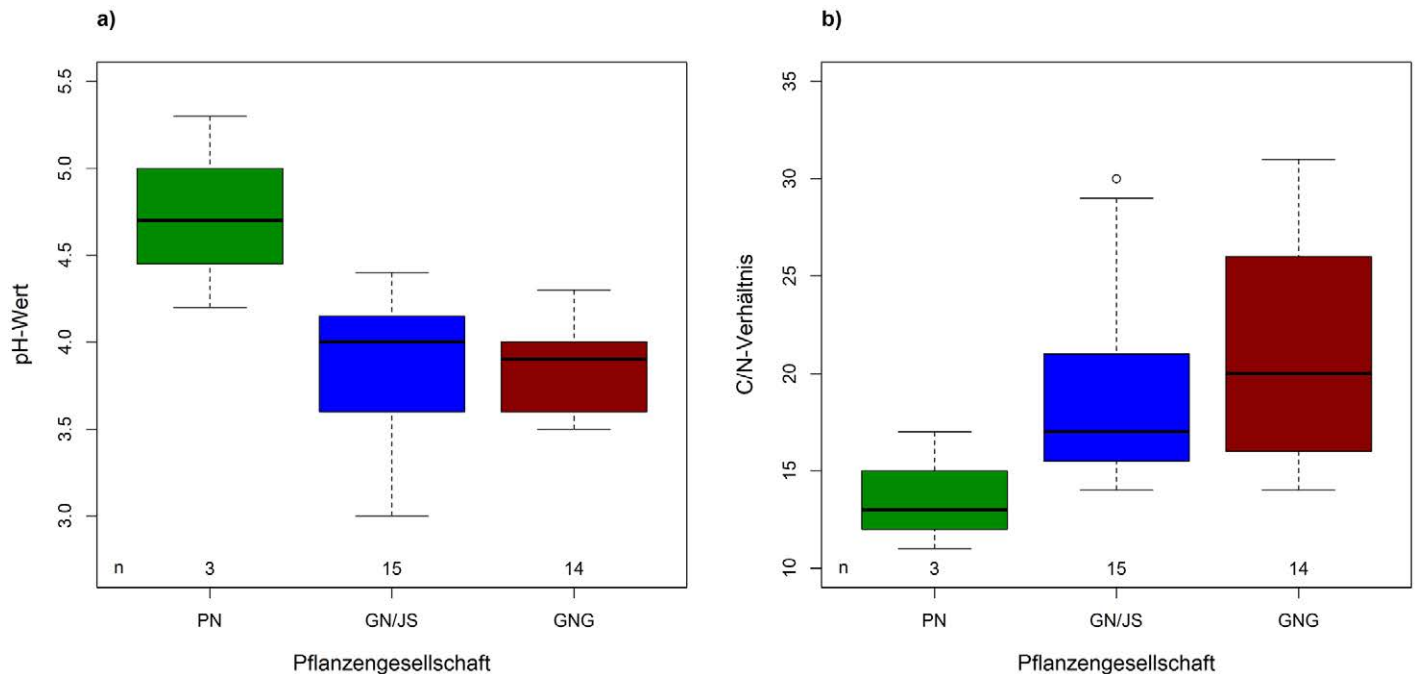 a)
pH-Wert
5.5
5.0
4.5
4.0
3.5
3.0
n 3 15 14
PN GN/JS GNG
Pflanzengesellschaft
b)
C/N-Verhältnis
35
30
25
20
15
10
n 3 15 14
PN GN/JS GNG
Pflanzengesellschaft